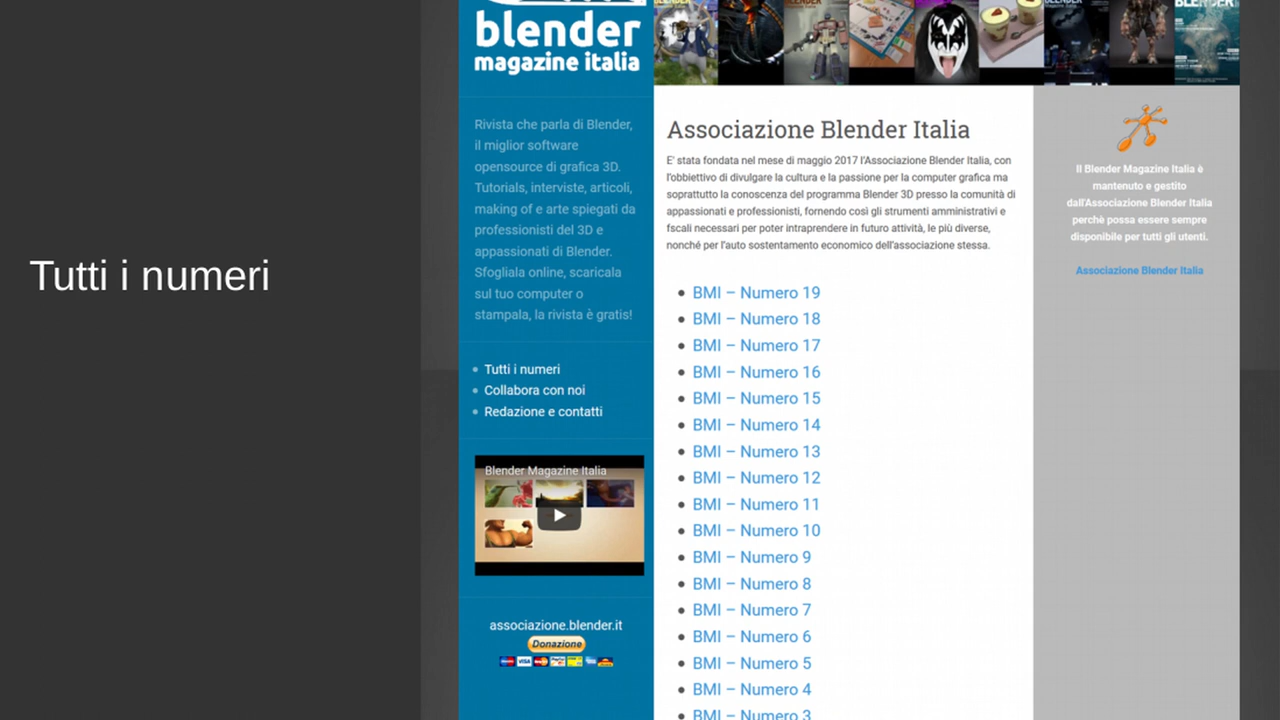 Tutti i numeri
blender
magazine italia
Rivista che parla di Blender,
il miglior software
opensource di grafica 3D.
Tutorials, interviste, articoli,
making of e arte spiegati da
professionisti del 3D e
appassionati di Blender.
Sfogliala online, scaricala
sul tuo computer o
stampala, la rivista è gratis!
Tutti i numeri
Collabora con noi
Redazione e contatti
Blender Magazine Italia
associazione.blender.it
Donazione
Associazione Blender Italia
E' stata fondata nel mese di maggio 2017 l'Associazione Blender Italia, con
l'obbiettivo di divulgare la cultura e la passione per la computer grafica ma
soprattutto la conoscenza del programma Blender 3D presso la comunità di
appassionati e professionisti, fornendo così gli strumenti amministrativi e
fscali necessari per poter intraprendere in futuro attività, le più diverse,
nonché per l'auto sostentamento economico dell'associazione stessa.
BMI – Numero 19
BMI – Numero 18
BMI – Numero 17
BMI – Numero 16
BMI – Numero 15
BMI – Numero 14
BMI – Numero 13
BMI – Numero 12
BMI – Numero 11
BMI – Numero 10
BMI – Numero 9
BMI – Numero 8
BMI – Numero 7
BMI – Numero 6
BMI – Numero 5
BMI – Numero 4
BMI – Numero 3
Il Blender Magazine Italia è
mantenuto e gestito
dall'Associazione Blender Italia
perchè possa essere sempre
disponibile per tutti gli utenti.
Associazione Blender Italia